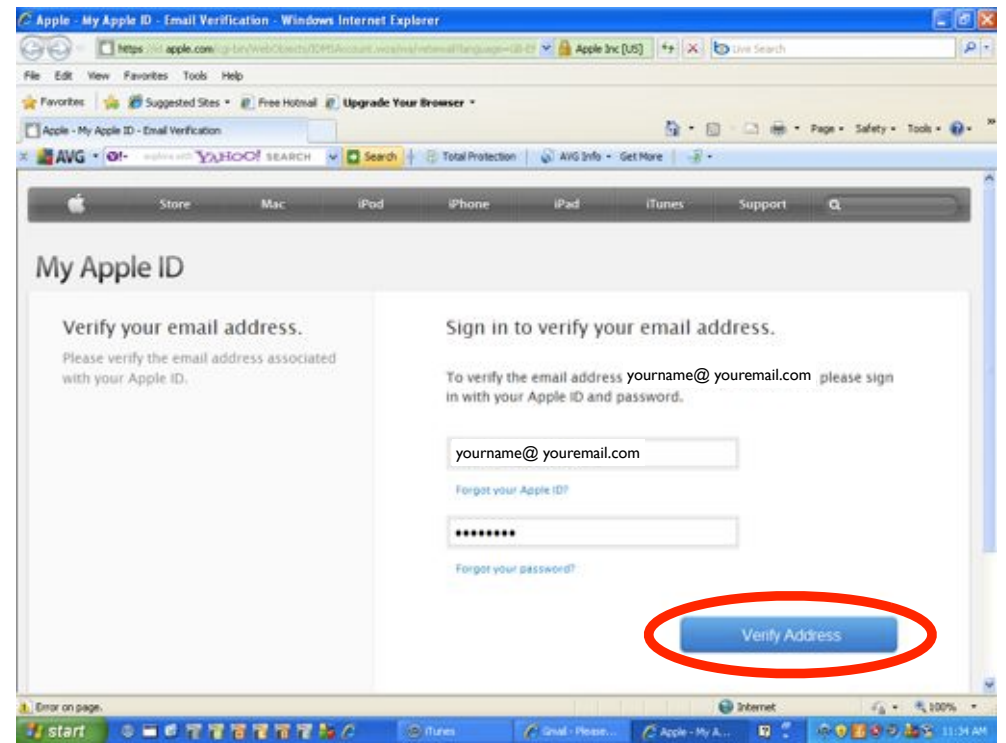 Apple - My Apple ID - Email Verification - Windows Internet Explorer
https apple.com Apple Inc [US] Live Search
File Edit View Favorites Tools Help
Favorites Suggested Sites Free Hotmail Upgrade Your Browser
Apple - My Apple ID - Email Verification Page Safety Tools
AVG YAHOO! SEARCH Search Total Protection AVG Info Get More
Store Mac iPod iPhone iPad iTunes Support
My Apple ID
Verify your email address.
Please verify the email address associated
with your Apple ID.
Sign in to verify your email address.
To verify the email address yourname@ youremail.com please sign
in with your Apple ID and password.
yourname@ youremail.com
Forgot your Apple ID?
••••••••
Forgot your password?
Verify Address
Error on page. Internet 100%
start iTunes Gmail - Please... Apple - My A... 11:34 AM